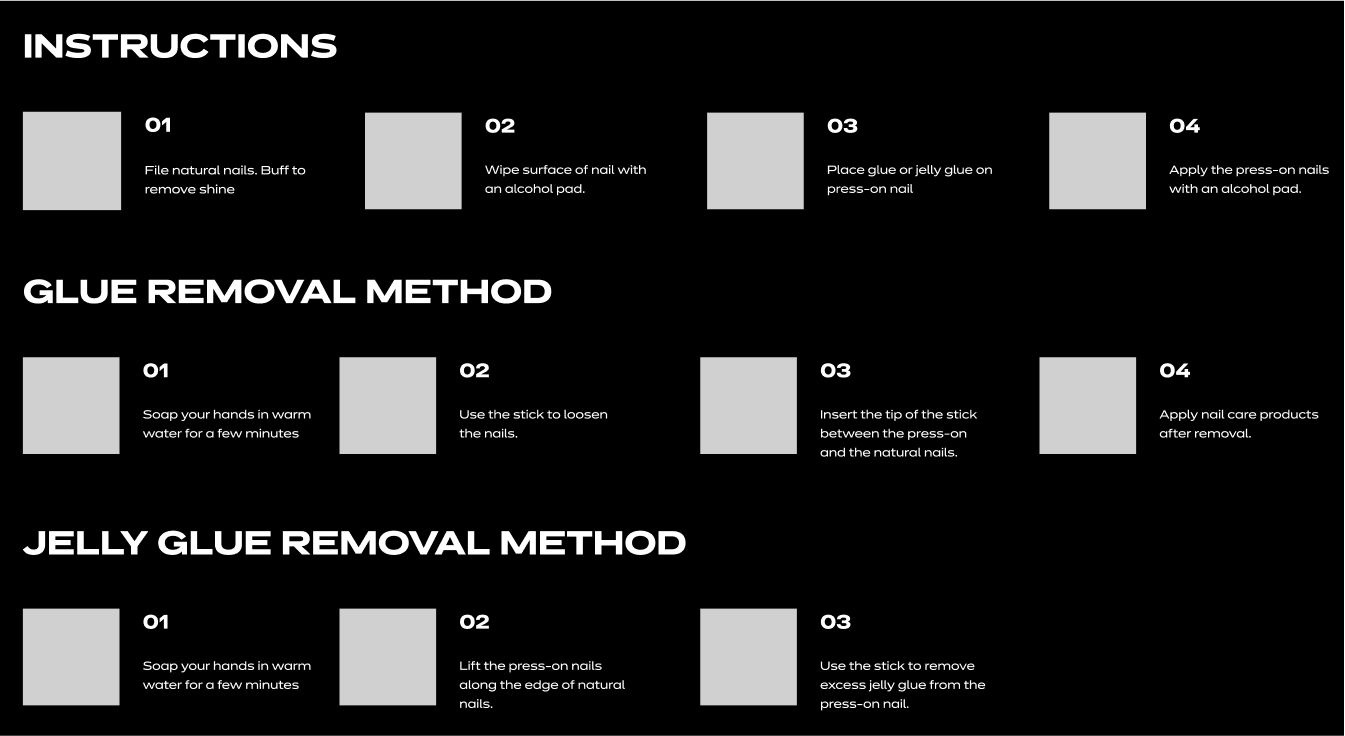 INSTRUCTIONS
01
File natural nails. Buff to
remove shine
02
Wipe surface of nail with
an alcohol pad.
03
Place glue or jelly glue on
press-on nail
04
Apply the press-on nails
with an alcohol pad.
GLUE REMOVAL METHOD
01
Soap your hands in warm
water for a few minutes
02
Use the stick to loosen
the nails.
03
Insert the tip of the stick
between the press-on
and the natural nails.
04
Apply nail care products
after removal.
JELLY GLUE REMOVAL METHOD
01
Soap your hands in warm
water for a few minutes
02
Lift the press-on nails
along the edge of natural
nails.
03
Use the stick to remove
excess jelly glue from the
press-on nail.